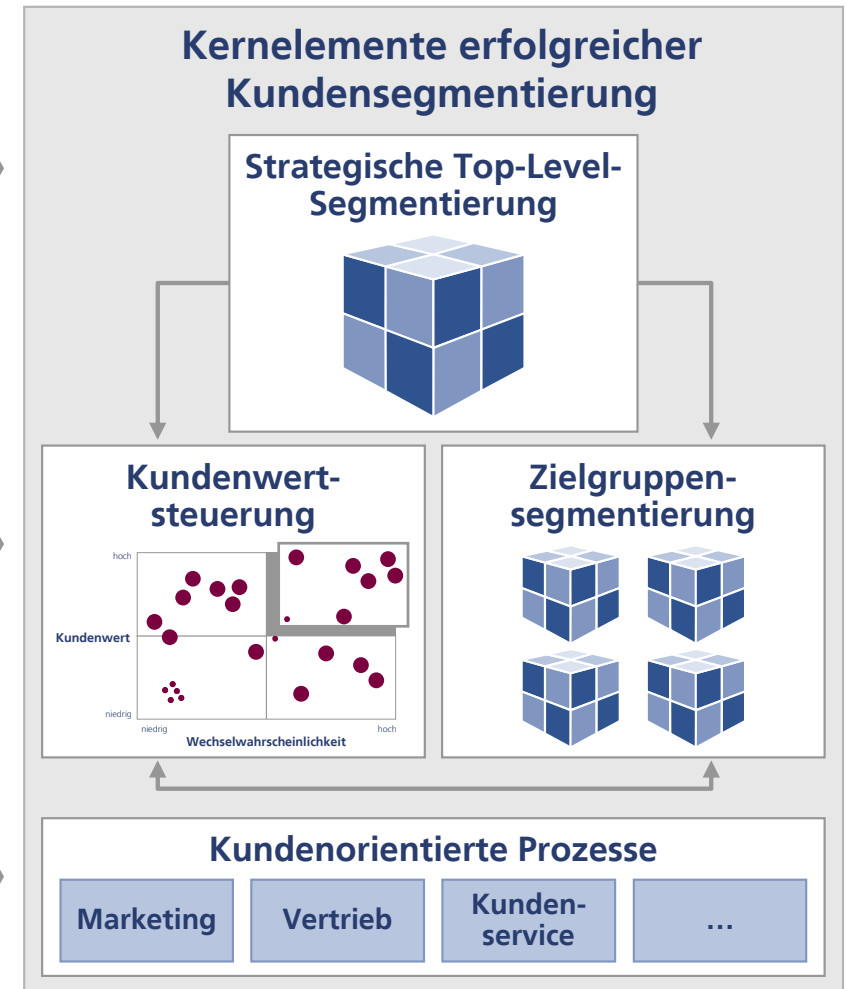 Kernelemente erfolgreicher
Kundensegmentierung
Strategische Top-Level-
Segmentierung
Kundenwert-
steuerung
hoch
Kundenwert
niedrig
niedrig
hoch
Wechselwahrscheinlichkeit
Zielgruppen-
segmentierung
Kundenorientierte Prozesse
Marketing
Vertrieb
Kunden-
service
...